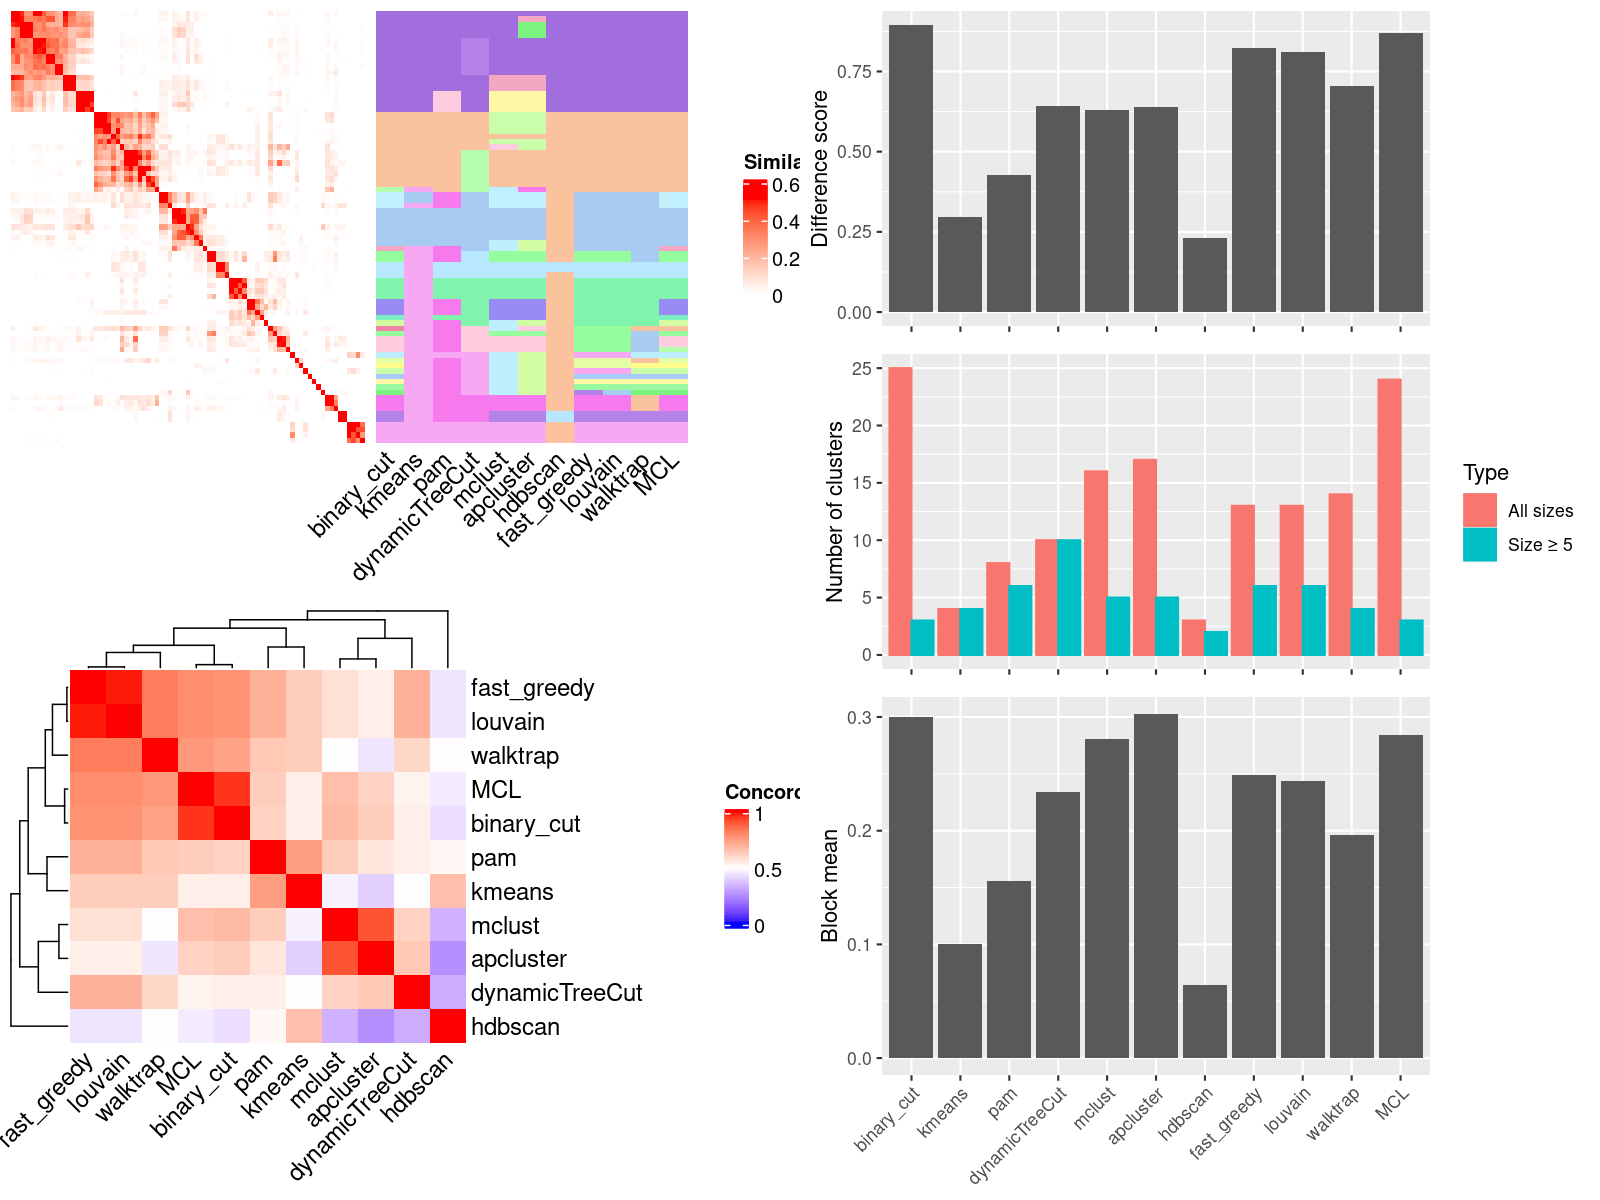 Simila
0.6
0.4
0.2
0
binary_cut
kmeans
pam
dynamicTreeCut
mclust
apcluster
hdbscan
fast_greedy
louvain
walktrap
MCL
Difference score
0.75
0.50
0.25
0.00
Number of clusters
25
20
15
10
5
0
Type
All sizes
Size ≥ 5
fast_greedy
louvain
walktrap
MCL
binary_cut
pam
kmeans
mclust
apcluster
dynamicTreeCut
hdbscan
fast_greedy
louvain
walktrap
MCL
binary_cut
pam
kmeans
mclust
apcluster
dynamicTreeCut
hdbscan
Concord
1
0.5
0
Block mean
0.3
0.2
0.1
0.0
binary_cut
kmeans
pam
dynamicTreeCut
mclust
apcluster
hdbscan
fast_greedy
louvain
walktrap
MCL